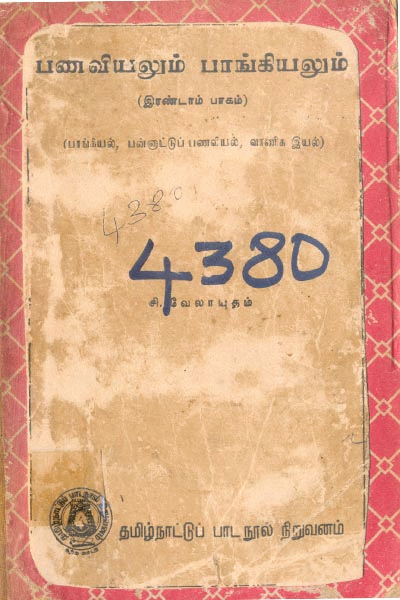 பணவியலும் பாங்கியலும்
(இரண்டாம் பாகம்)
(பாங்கியல், பன்னாட்டுப் பணவியல், வாணிக இயல்)
4380
4380
சி. வேலாயுதம்
தமிழ்நாட்டுப் பாடநூல் நிறுவனம்